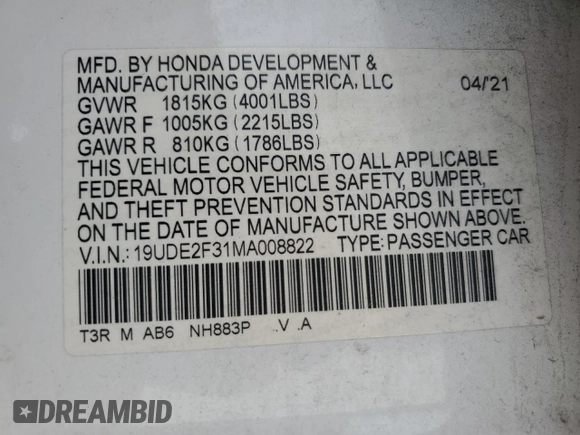 MFD. BY HONDA DEVELOPMENT &
MANUFACTURING OF AMERICA, LLC 04/'21
GVWR 1815KG (4001LBS)
GAWR F 1005KG (2215LBS)
GAWR R 810KG (1786LBS)
THIS VEHICLE CONFORMS TO ALL APPLICABLE
FEDERAL MOTOR VEHICLE SAFETY, BUMPER,
AND THEFT PREVENTION STANDARDS IN EFFECT
ON THE DATE OF MANUFACTURE SHOWN ABOVE.
V.I.N.: 19UDE2F31MA008822 TYPE: PASSENGER CAR
T3R M AB6 NH883P .V .A
DREAMBID